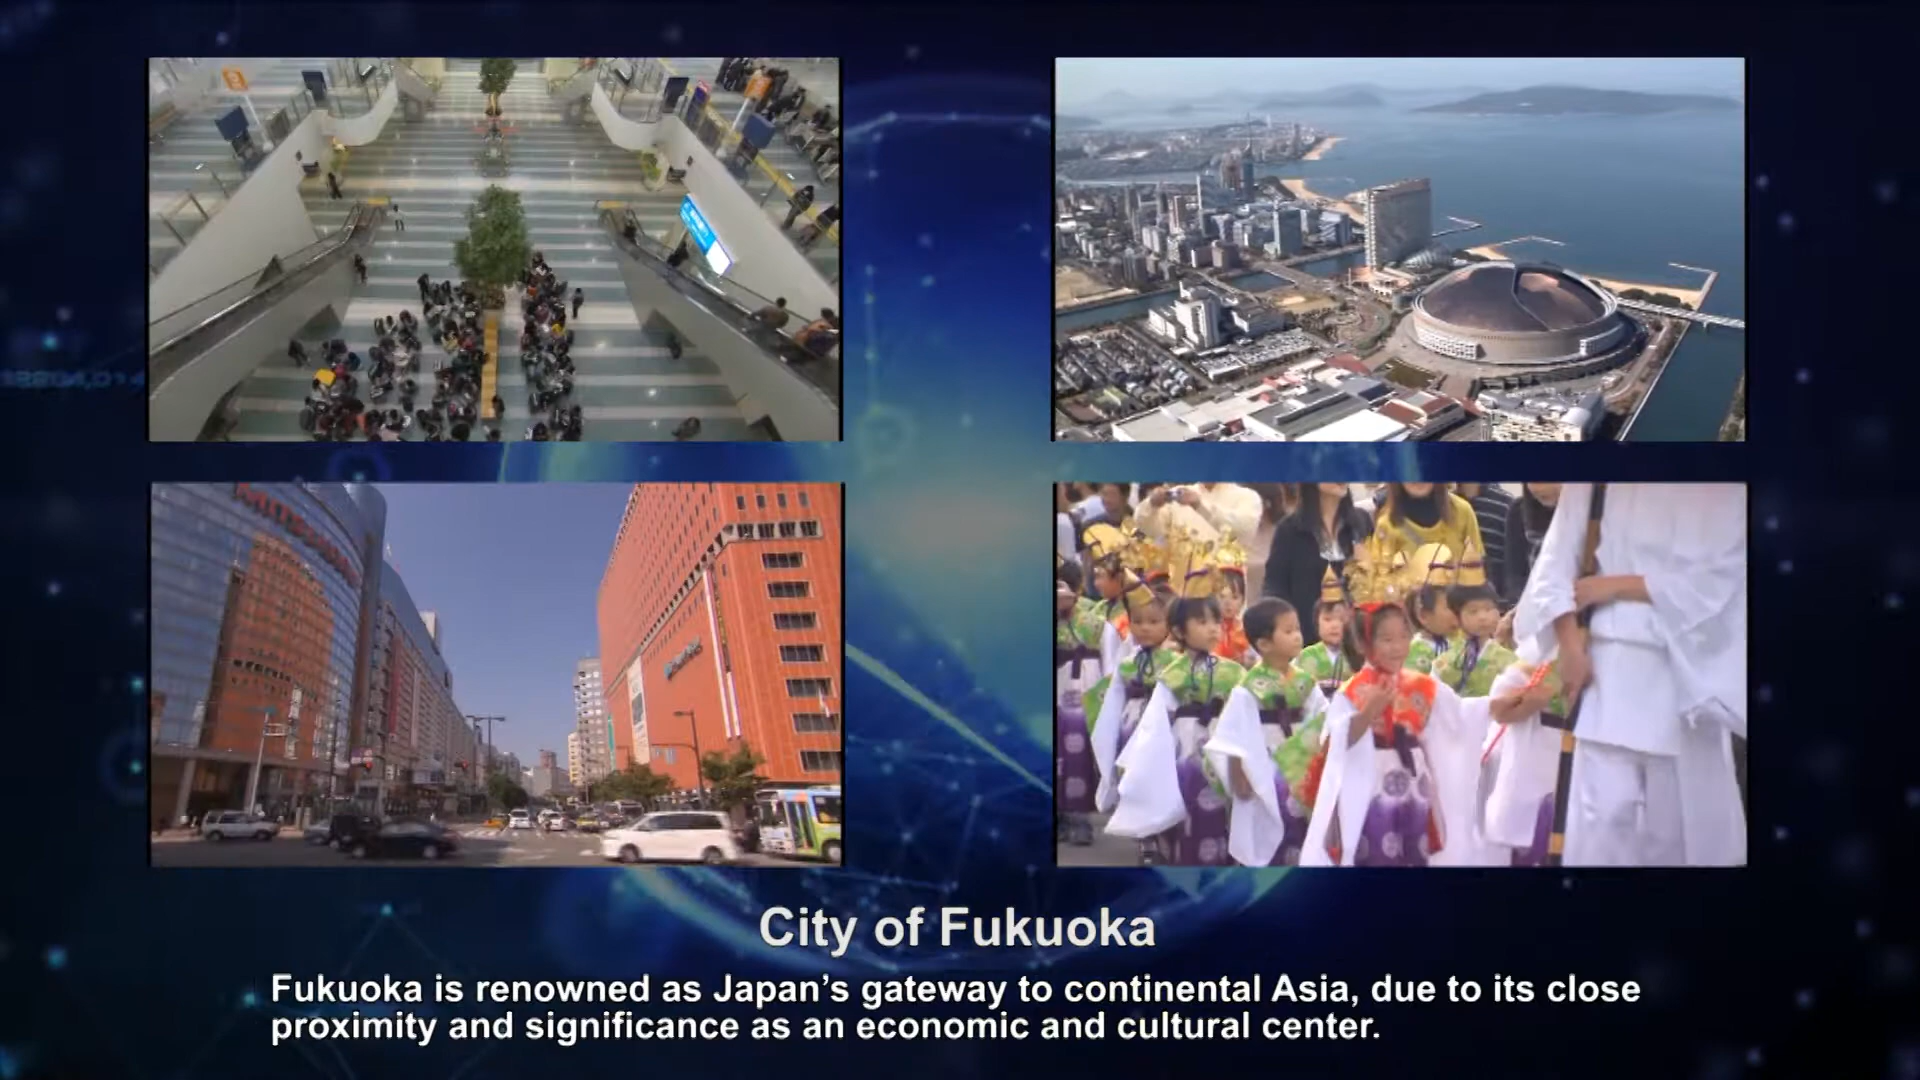 City of Fukuoka
Fukuoka is renowned as Japan’s gateway to continental Asia, due to its close
proximity and significance as an economic and cultural center.